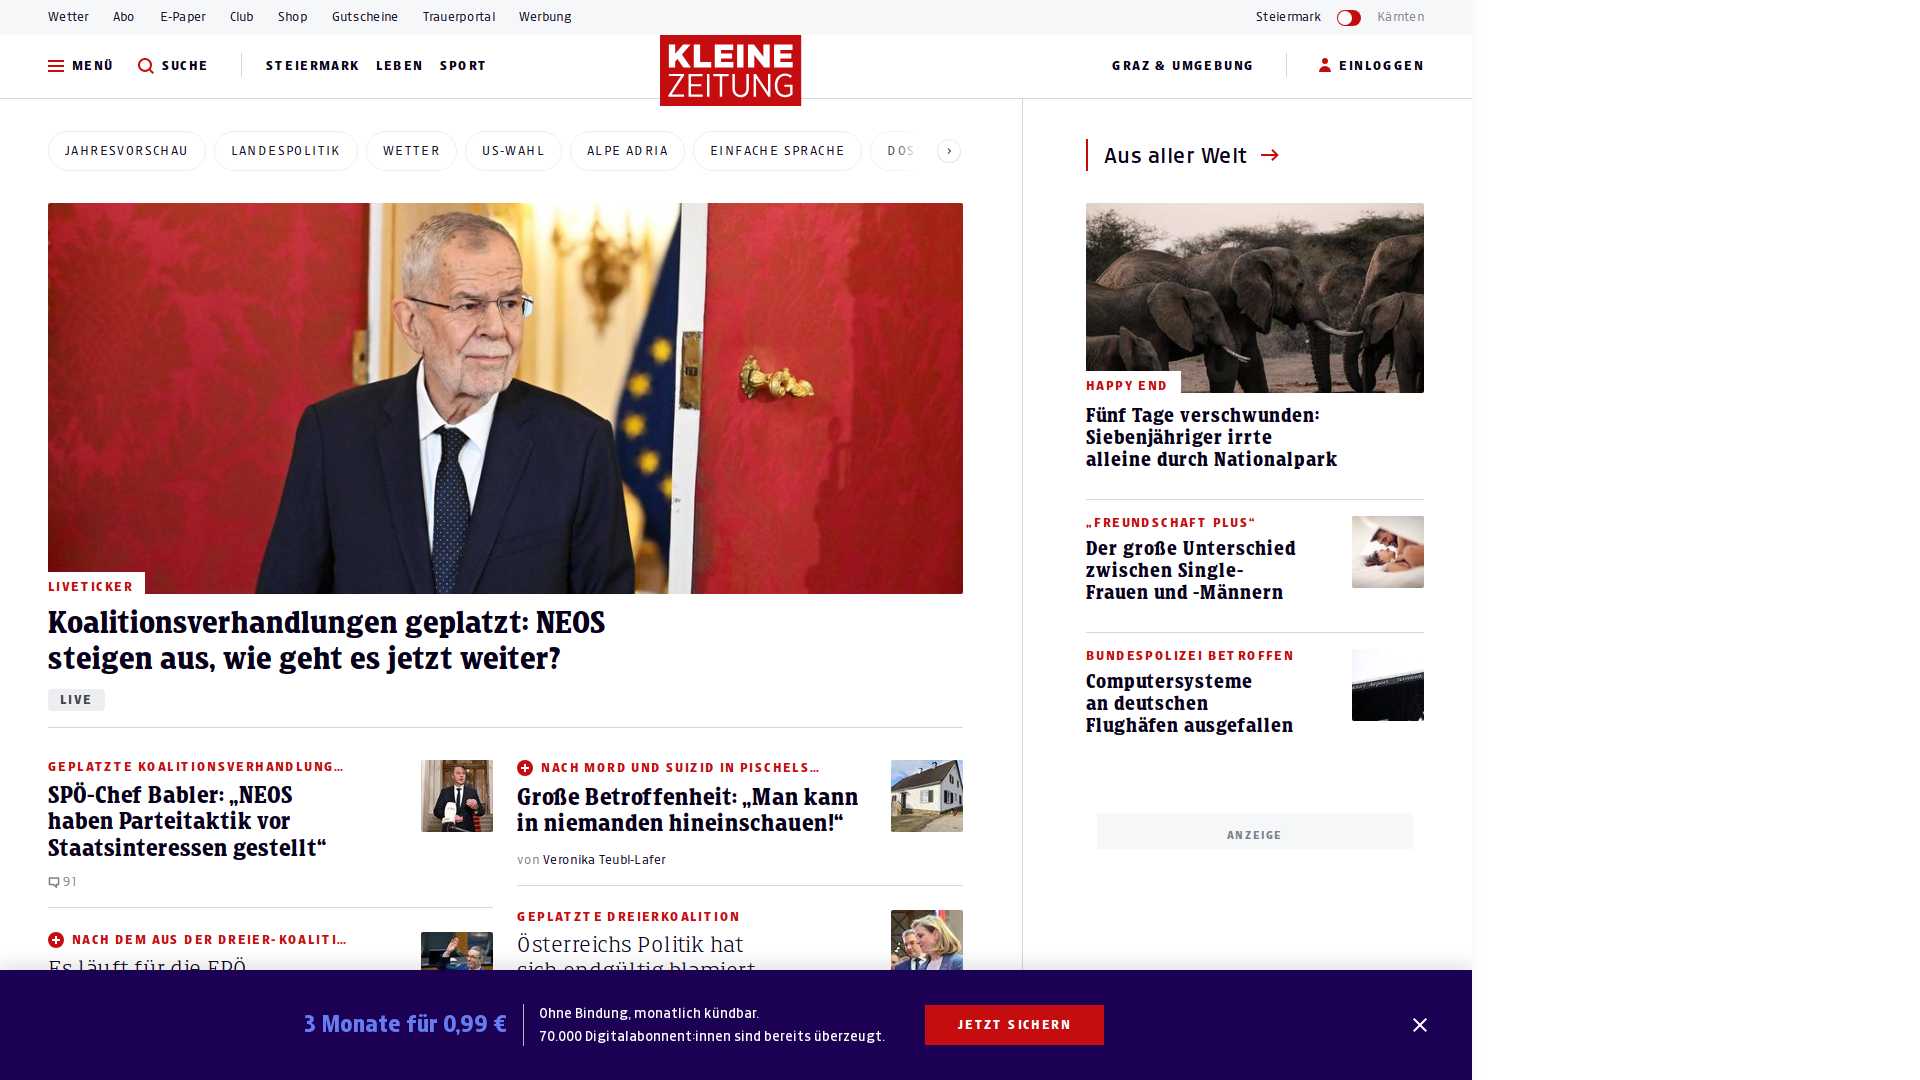 Wetter Abo E-Paper Club Shop Gutscheine Trauerportal Werbung Steiermark Kärnten
MENÜ SUCHE STEIERMARK LEBEN SPORT KLEINE ZEITUNG GRAZ & UMGEBUNG EINLOGGEN
JAHRESVORSCHAU LANDESPOLITIK WETTER US-WAHL ALPE ADRIA EINFACHE SPRACHE DOS
LIVETICKER
Koalitionsverhandlungen geplatzt: NEOS
steigen aus, wie geht es jetzt weiter?
LIVE
GEPLATZTE KOALITIONSVERHANDLUNG…
SPÖ-Chef Babler: „NEOS
haben Parteitaktik vor
Staatsinteressen gestellt“
91
NACH DEM AUS DER DREIER-KOALITI…
Es läuft für die FPÖ
NACH MORD UND SUIZID IN PISCHELS…
Große Betroffenheit: „Man kann
in niemanden hineinschauen!“
von Veronika Teubl-Lafer
GEPLATZTE DREIERKOALITION
Österreichs Politik hat
sich endgültig blamiert
Aus aller Welt
HAPPY END
Fünf Tage verschwunden:
Siebenjähriger irrte
alleine durch Nationalpark
„FREUNDSCHAFT PLUS“
Der große Unterschied
zwischen Single-
Frauen und -Männern
BUNDESPOLIZEI BETROFFEN
Computersysteme
an deutschen
Flughäfen ausgefallen
ANZEIGE
3 Monate für 0,99 €
Ohne Bindung, monatlich kündbar.
70.000 Digitalabonnent:innen sind bereits überzeugt.
JETZT SICHERN